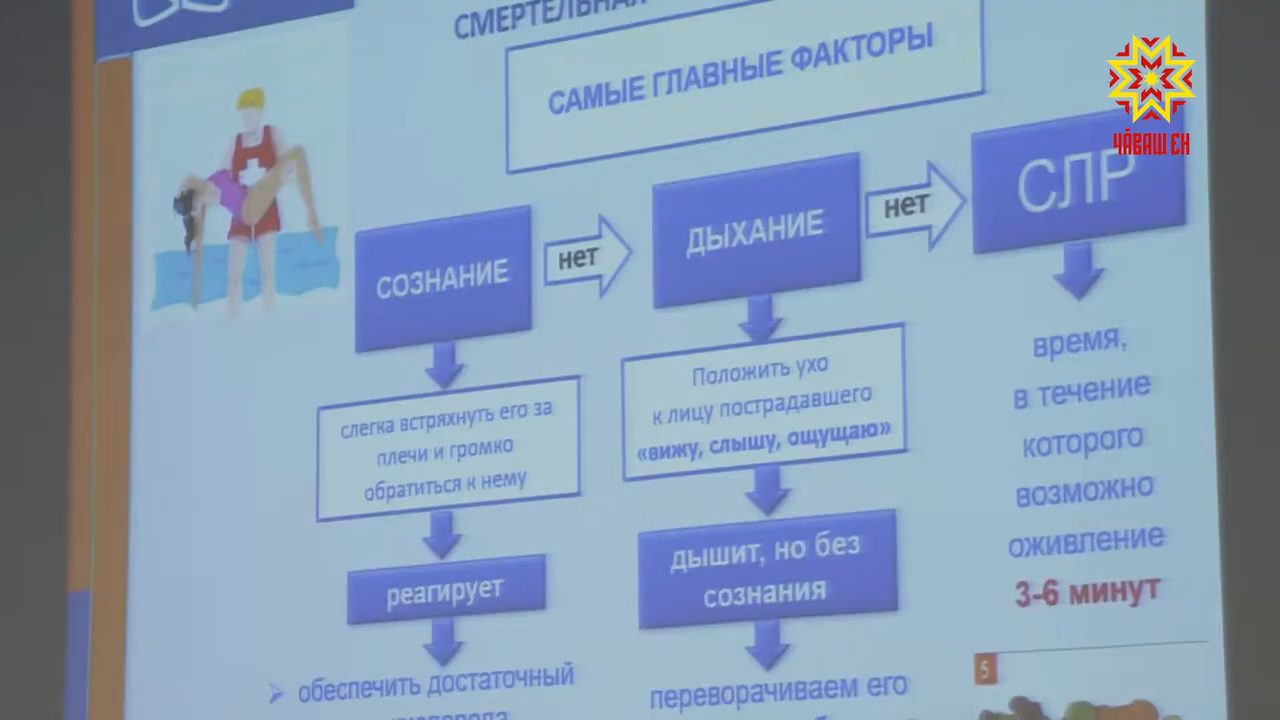 СМЕРТЕЛЬНАЯ
САМЫЕ ГЛАВНЫЕ ФАКТОРЫ
ЧӐВАШ ЕН
СОЗНАНИЕ
нет
ДЫХАНИЕ
нет
СЛР
слегка встряхнуть его за
плечи и громко
обратиться к нему
реагирует
обеспечить достаточный
Положить ухо
к лицу пострадавшего
«вижу, слышу, ощущаю»
дышит, но без
сознания
переворачиваем его
время,
в течение
которого
возможно
оживление
3-6 минут
5